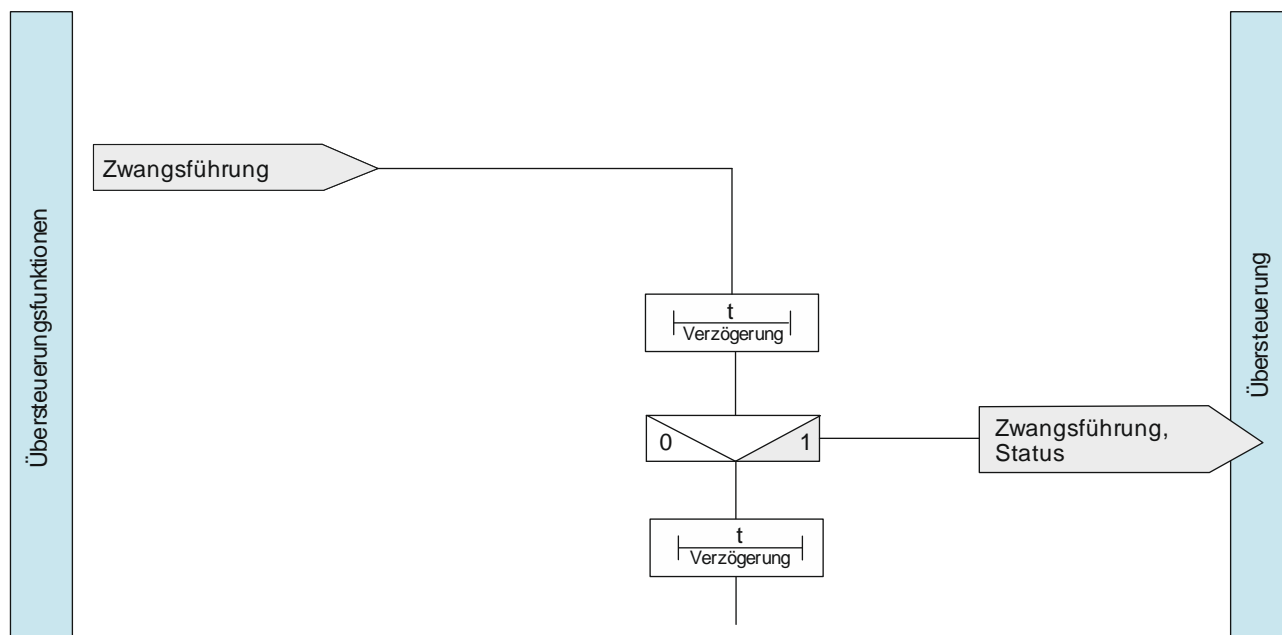 Übersteuerungsfunktionen
Zwangsführung
t
Verzögerung
0
1
Zwangsführung,
Status
t
Verzögerung
Übersteuerung